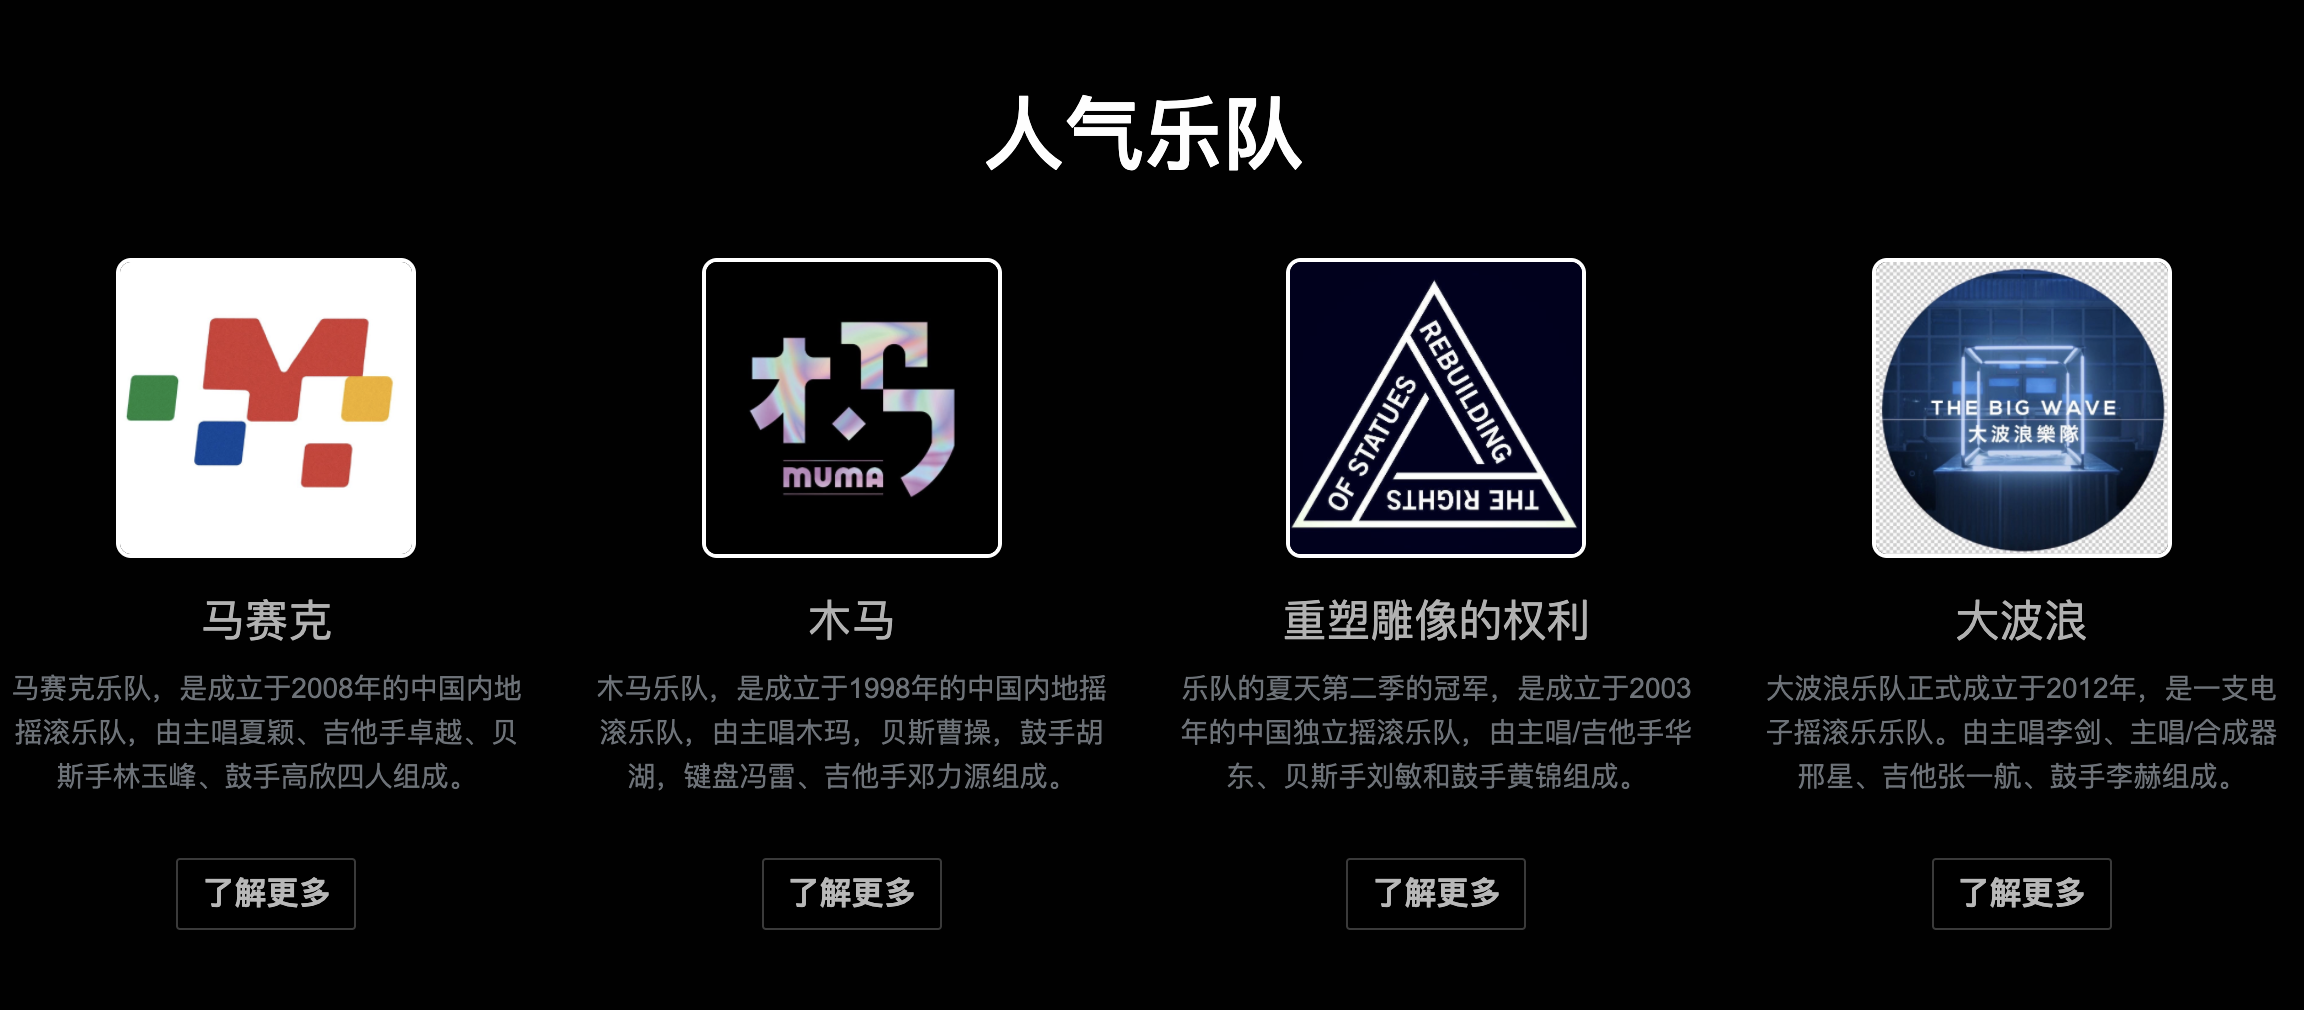 人气乐队
木马
MUMA
REBUILDING
THE RIGHTS
OF STATUES
THE BIG WAVE
大波浪樂隊
马赛克
马赛克乐队，是成立于2008年的中国内地
摇滚乐队，由主唱夏颖、吉他手卓越、贝
斯手林玉峰、鼓手高欣四人组成。
了解更多
木马
木马乐队，是成立于1998年的中国内地摇
滚乐队，由主唱木玛，贝斯曹操，鼓手胡
湖，键盘冯雷、吉他手邓力源组成。
了解更多
重塑雕像的权利
乐队的夏天第二季的冠军，是成立于2003
年的中国独立摇滚乐队，由主唱/吉他手华
东、贝斯手刘敏和鼓手黄锦组成。
了解更多
大波浪
大波浪乐队正式成立于2012年，是一支电
子摇滚乐乐队。由主唱李剑、主唱/合成器
邢星、吉他张一航、鼓手李赫组成。
了解更多